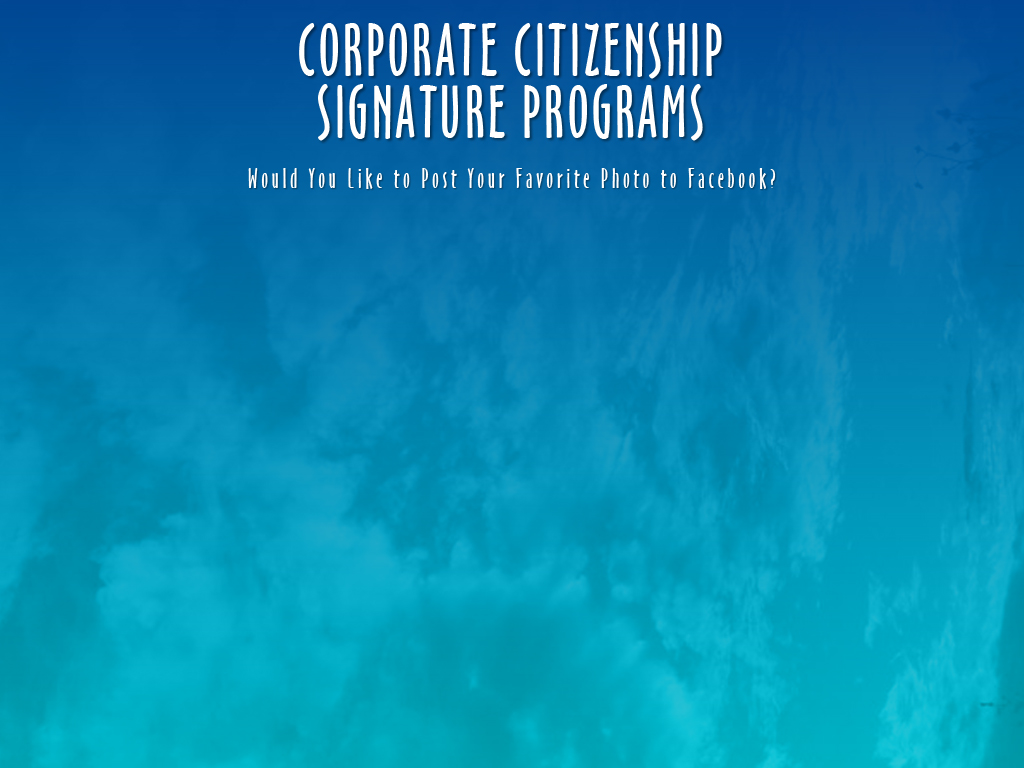 CORPORATE CITIZENSHIP
SIGNATURE PROGRAMS
Would You Like to Post Your Favorite Photo to Facebook?